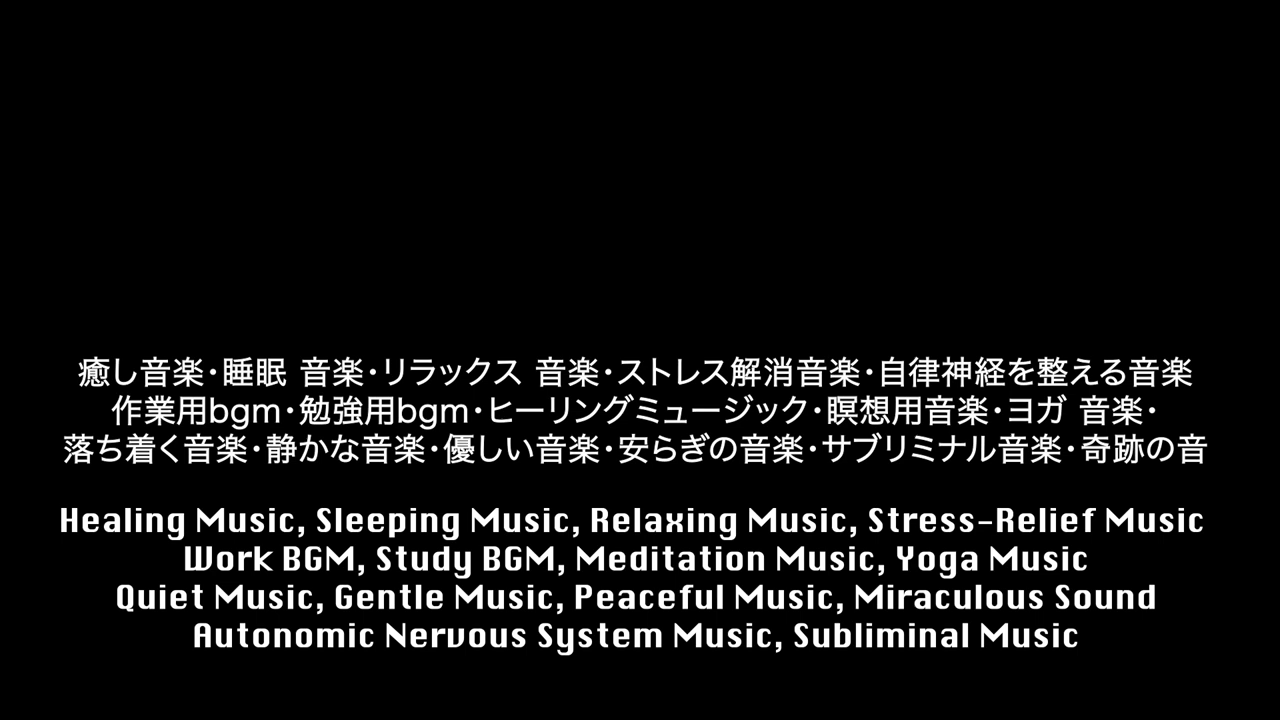 癒し音楽・睡眠 音楽・リラックス 音楽・ストレス解消音楽・自律神経を整える音楽
作業用bgm・勉強用bgm・ヒーリングミュージック・瞑想用音楽・ヨガ 音楽・
落ち着く音楽・静かな音楽・優しい音楽・安らぎの音楽・サブリミナル音楽・奇跡の音
Healing Music, Sleeping Music, Relaxing Music, Stress-Relief Music
Work BGM, Study BGM, Meditation Music, Yoga Music
Quiet Music, Gentle Music, Peaceful Music, Miraculous Sound
Autonomic Nervous System Music, Subliminal Music